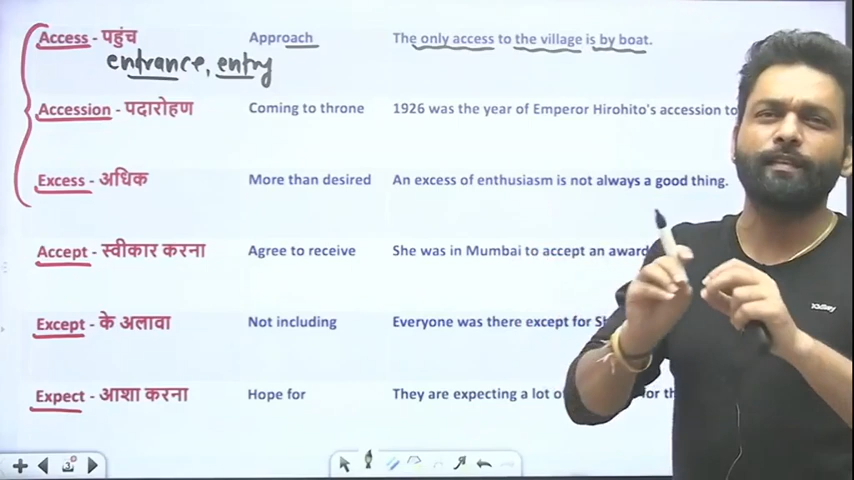 Access - पहुंच Approach The only access to the village is by boat.
entrance, entry
Accession - पदारोहण Coming to throne 1926 was the year of Emperor Hirohito's accession to
Excess - अधिक More than desired An excess of enthusiasm is not always a good thing.
Accept - स्वीकार करना Agree to receive She was in Mumbai to accept an award
Except - के अलावा Not including Everyone was there except for
Expect - आशा करना Hope for They are expecting a lot for th
3